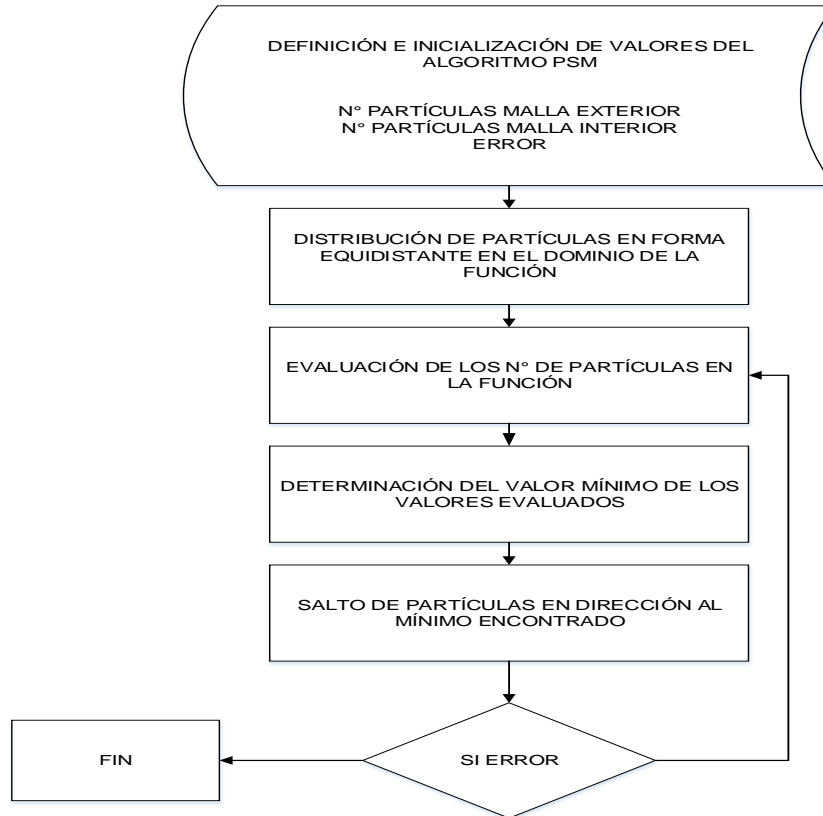 DEFINICIÓN E INICIALIZACIÓN DE VALORES DEL
ALGORITMO PSM
N° PARTÍCULAS MALLA EXTERIOR
N° PARTÍCULAS MALLA INTERIOR
ERROR
DISTRIBUCIÓN DE PARTÍCULAS EN FORMA
EQUIDISTANTE EN EL DOMINIO DE LA
FUNCIÓN
EVALUACIÓN DE LOS N° DE PARTÍCULAS EN
LA FUNCIÓN
DETERMINACIÓN DEL VALOR MÍNIMO DE LOS
VALORES EVALUADOS
SALTO DE PARTÍCULAS EN DIRECCIÓN AL
MÍNIMO ENCONTRADO
FIN
SI ERROR